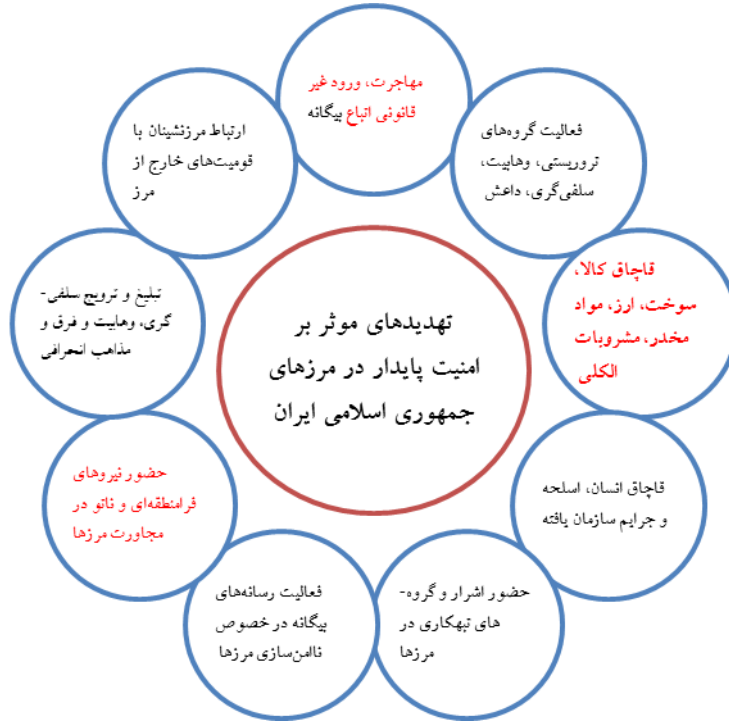 تهدیدهای موثر بر
امنیت پایدار در مرزهای
جمهوری اسلامی ایران
مهاجرت، ورود غیر
قانونی اتباع بیگانه
فعالیت گروه‌های
تروریستی، وهابیت،
سلفی‌گری، داعش
قاچاق کالا،
سوخت، ارز، مواد
مخدر، مشروبات
الکلی
قاچاق انسان، اسلحه
و جرایم سازمان یافته
حضور اشرار و گروه-
های تبهکاری در
مرزها
فعالیت رسانه‌های
بیگانه در خصوص
ناامن‌سازی مرزها
حضور نیروهای
فرامنطقه‌ای و ناتو در
مجاورت مرزها
تبلیغ و ترویج سلفی-
گری، وهابیت و فرق و
مذاهب انحرافی
ارتباط مرزنشینان با
قومیت‌های خارج از
مرز